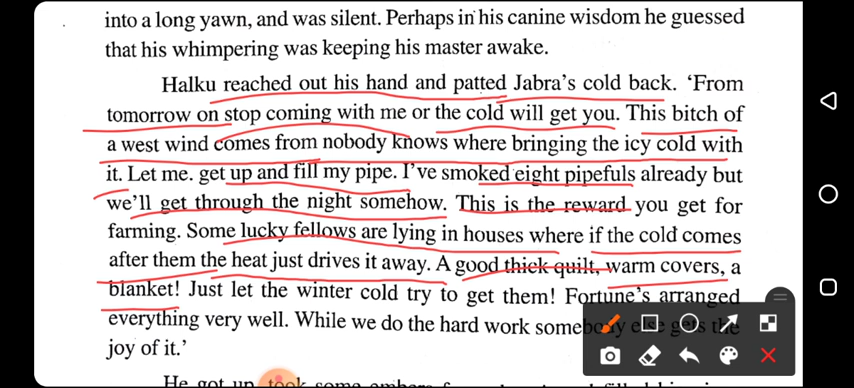 into a long yawn, and was silent. Perhaps in his canine wisdom he guessed
that his whimpering was keeping his master awake.
Halku reached out his hand and patted Jabra's cold back. 'From
tomorrow on stop coming with me or the cold will get you. This bitch of
a west wind comes from nobody knows where bringing the icy cold with
it. Let me. get up and fill my pipe. I've smoked eight pipefuls already but
we'll get through the night somehow. This is the reward you get for
farming. Some lucky fellows are lying in houses where if the cold comes
after them the heat just drives it away. A good thick quilt, warm covers, a
blanket! Just let the winter cold try to get them! Fortune's arranged
everything very well. While we do the hard work somebody else gets the
joy of it.'
He got up, took some embers